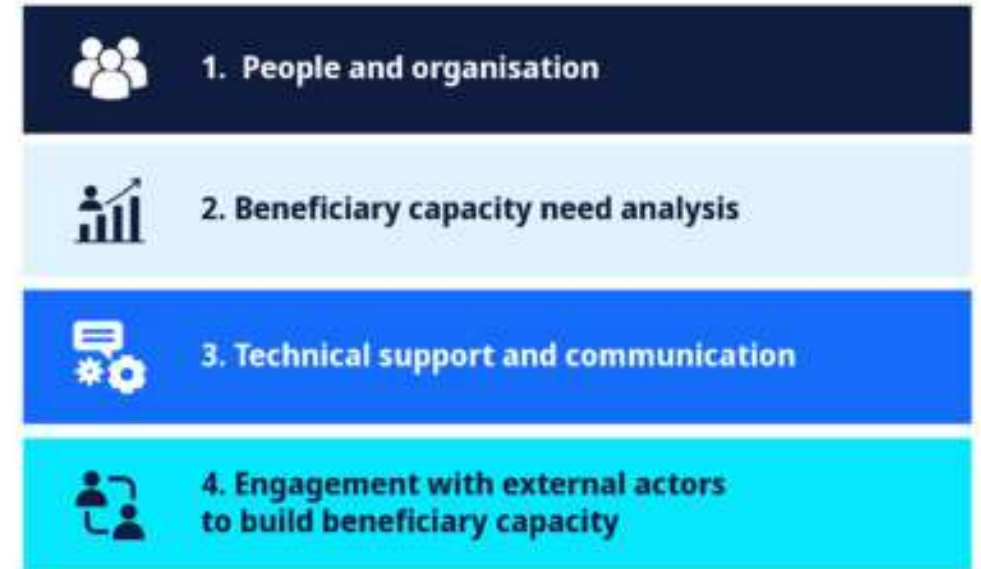 1. People and organisation
2. Beneficiary capacity need analysis
3. Technical support and communication
4. Engagement with external actors
to build beneficiary capacity